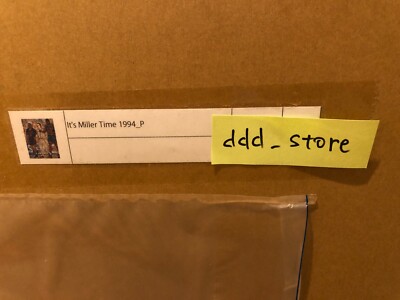 It's Miller Time 1994_P
ddd_store